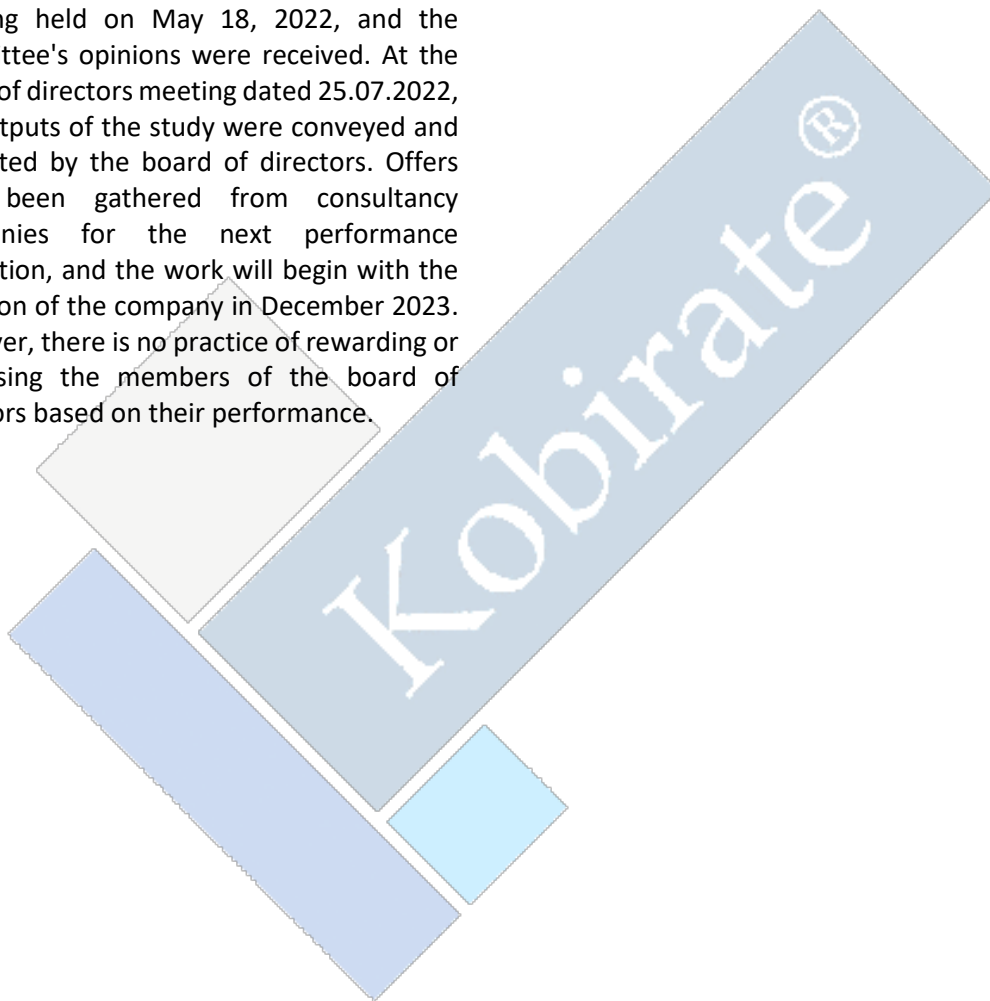 ng held on May 18, 2022, and the
ittee's opinions were received. At the
of directors meeting dated 25.07.2022,
tputs of the study were conveyed and
ted by the board of directors. Offers
been gathered from consultancy
nies for the next performance
tion, and the work will begin with the
on of the company in December 2023.
ver, there is no practice of rewarding or
sing the members of the board of
ors based on their performance.
Kobirate ®